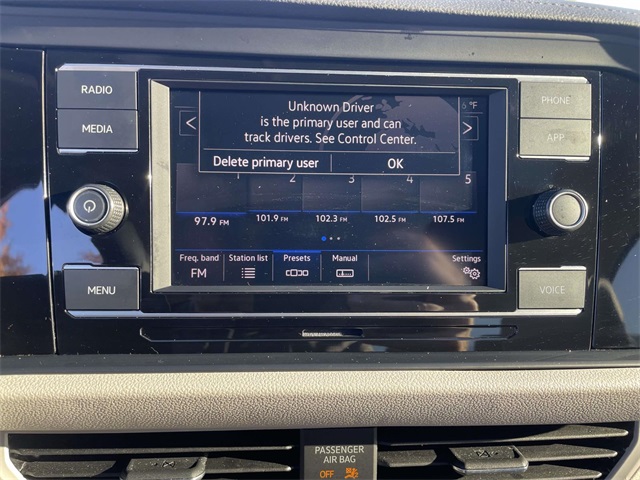 RADIO
MEDIA
MENU
PHONE
APP
VOICE
Unknown Driver
is the primary user and can
track drivers. See Control Center.
Delete primary user OK
°F
< >
1 2 3 4 5
97.9 FM 101.9 FM 102.3 FM 102.5 FM 107.5 FM
Freq. band Station list Presets Manual Settings
FM
PASSENGER
AIR BAG
OFF